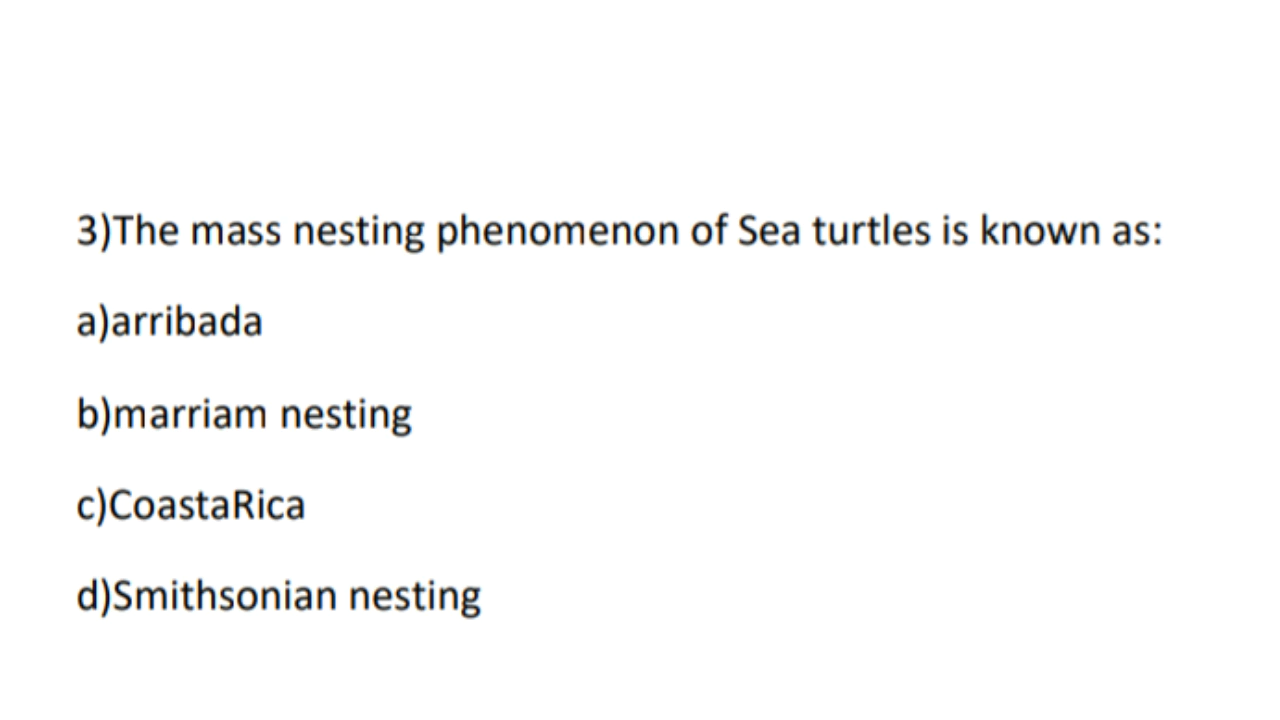 3)The mass nesting phenomenon of Sea turtles is known as:
a)arribada
b)marriam nesting
c)CoastaRica
d)Smithsonian nesting